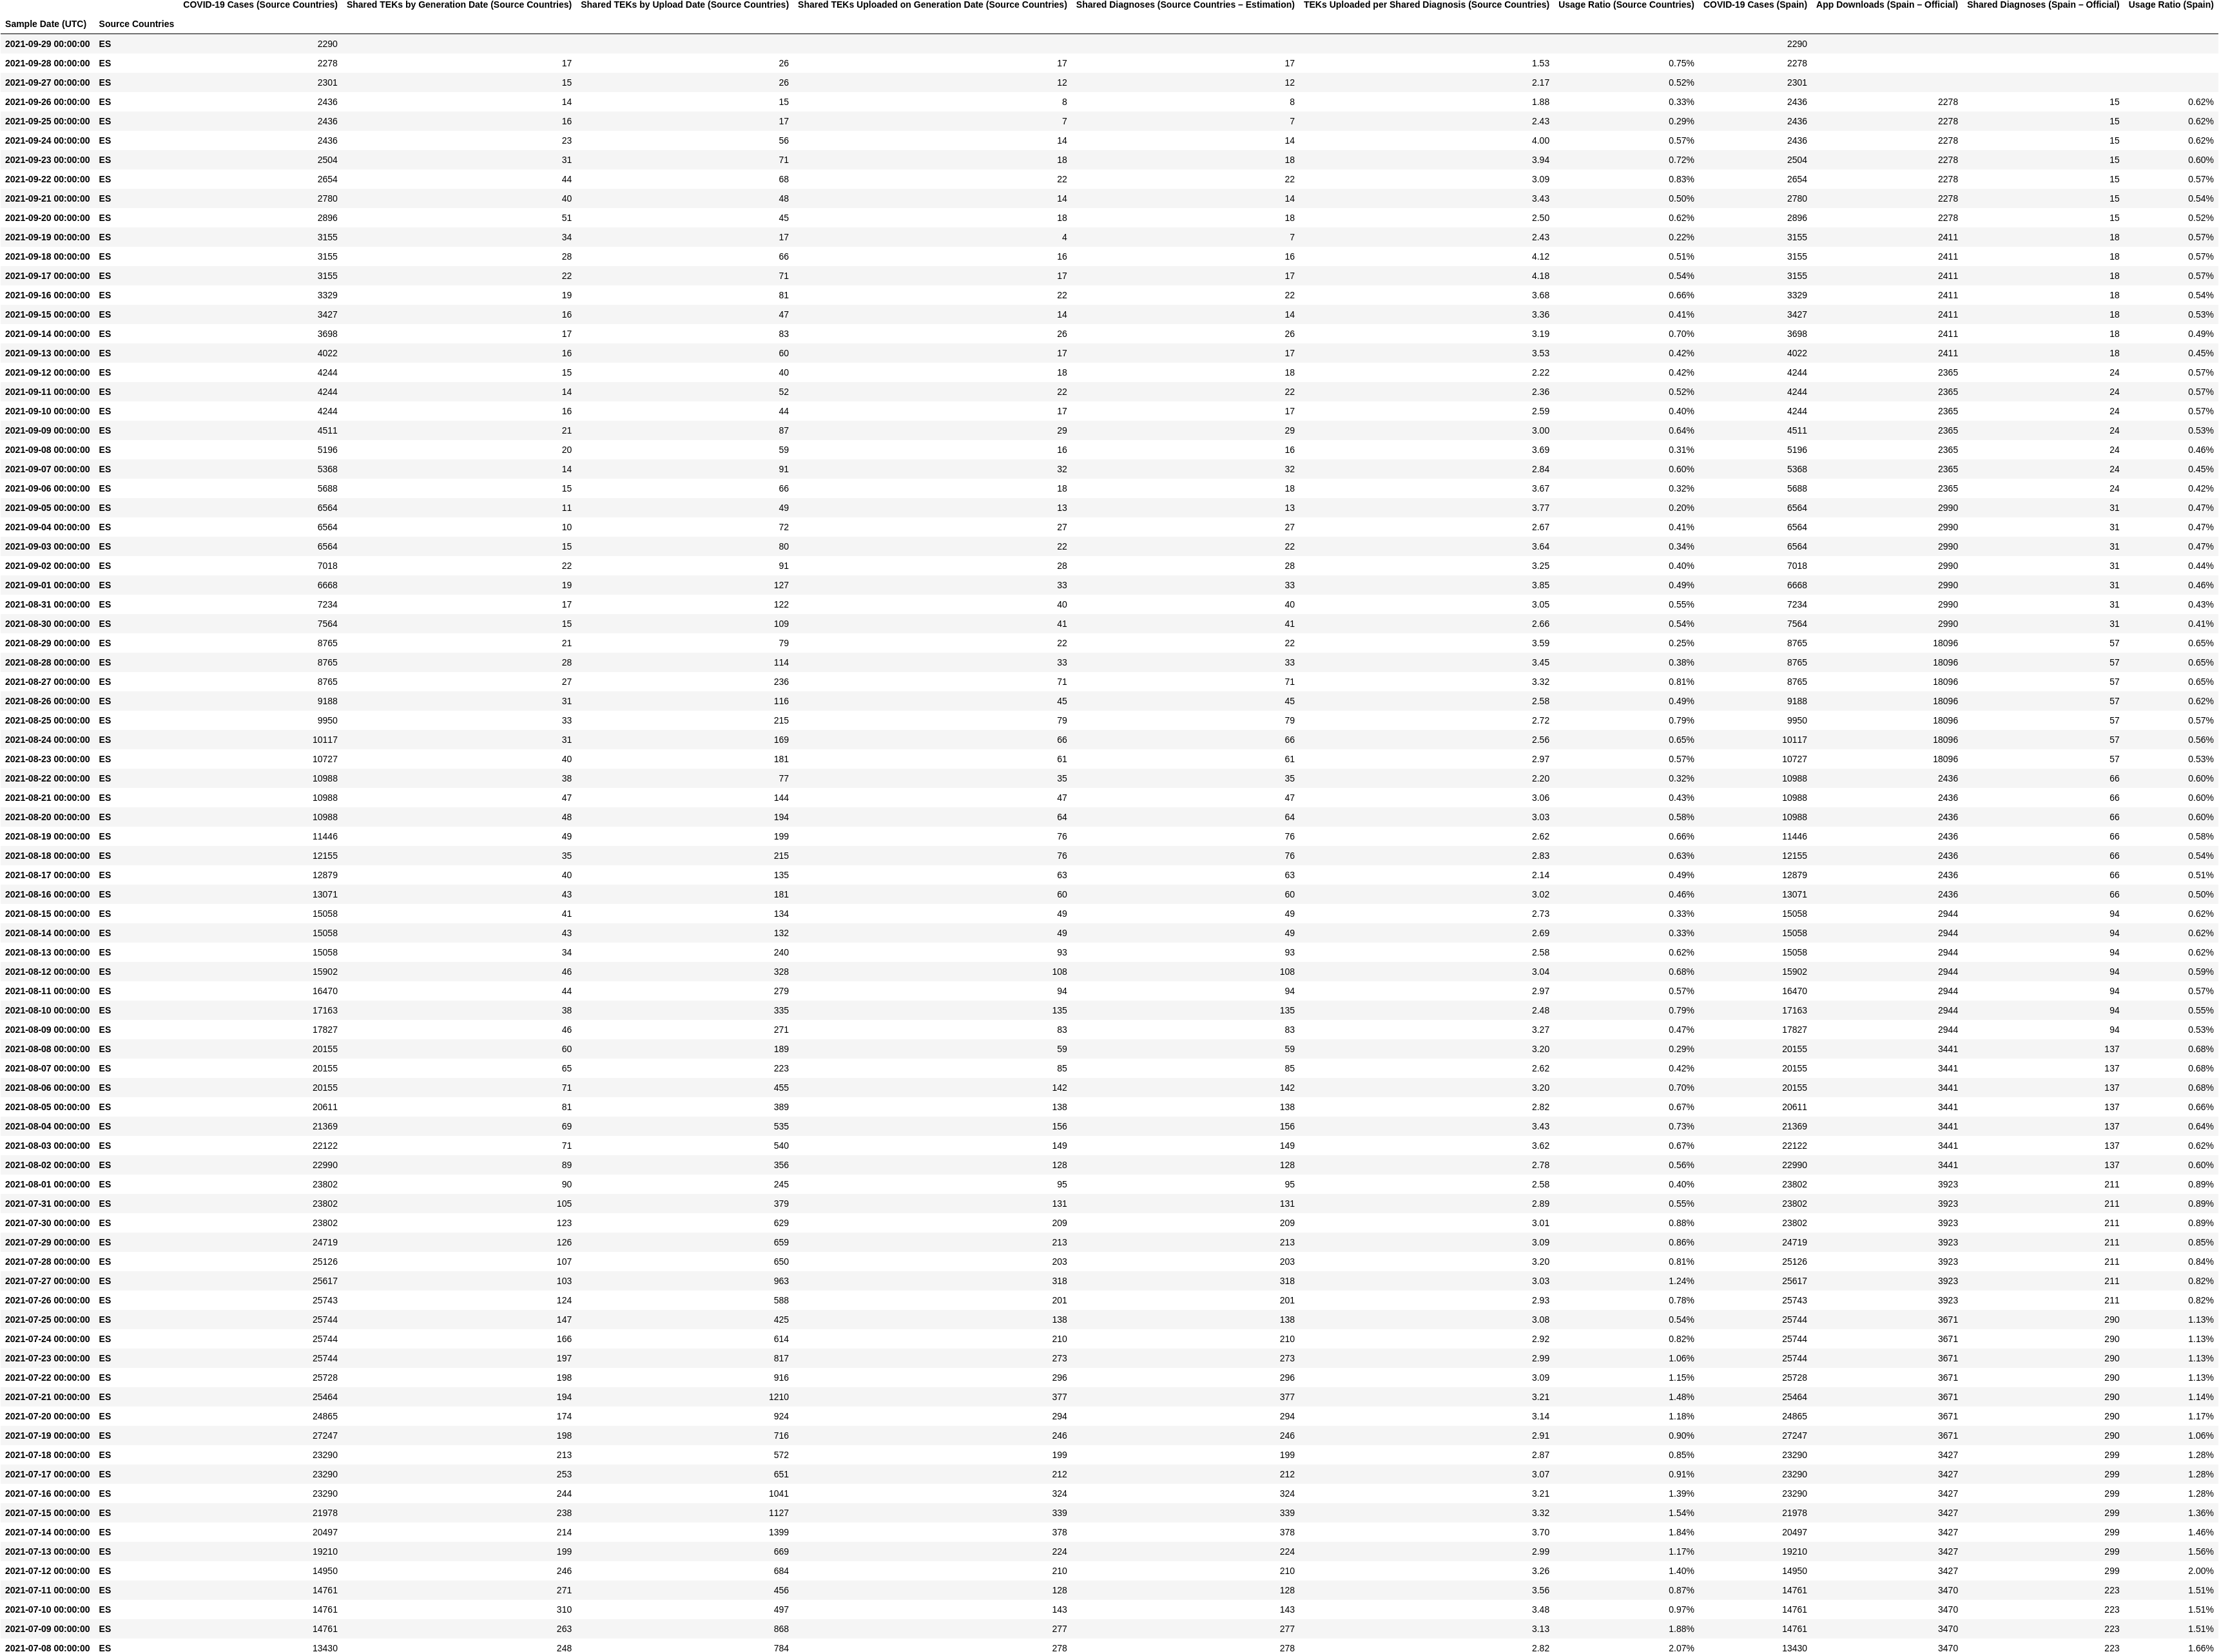 COVID-19 Cases (Source Countries) Shared TEKs by Generation Date (Source Countries) Shared TEKs by Upload Date (Source Countries) Shared TEKs Uploaded on Generation Date (Source Countries) Shared Diagnoses (Source Countries – Estimation) TEKs Uploaded per Shared Diagnosis (Source Countries) Usage Ratio (Source Countries) COVID-19 Cases (Spain) App Downloads (Spain – Official) Shared Diagnoses (Spain – Official) Usage Ratio (Spain)
Sample Date (UTC) Source Countries
2021-09-29 00:00:00 ES 2290 2290
2021-09-28 00:00:00 ES 2278 17 26 17 17 1.53 0.75% 2278
2021-09-27 00:00:00 ES 2301 15 26 12 12 2.17 0.52% 2301
2021-09-26 00:00:00 ES 2436 14 15 8 8 1.88 0.33% 2436 2278 15 0.62%
2021-09-25 00:00:00 ES 2436 16 17 7 7 2.43 0.29% 2436 2278 15 0.62%
2021-09-24 00:00:00 ES 2436 23 56 14 14 4.00 0.57% 2436 2278 15 0.62%
2021-09-23 00:00:00 ES 2504 31 71 18 18 3.94 0.72% 2504 2278 15 0.60%
2021-09-22 00:00:00 ES 2654 44 68 22 22 3.09 0.83% 2654 2278 15 0.57%
2021-09-21 00:00:00 ES 2780 40 48 14 14 3.43 0.50% 2780 2278 15 0.54%
2021-09-20 00:00:00 ES 2896 51 45 18 18 2.50 0.62% 2896 2278 15 0.52%
2021-09-19 00:00:00 ES 3155 34 17 4 7 2.43 0.22% 3155 2411 18 0.57%
2021-09-18 00:00:00 ES 3155 28 66 16 16 4.12 0.51% 3155 2411 18 0.57%
2021-09-17 00:00:00 ES 3155 22 71 17 17 4.18 0.54% 3155 2411 18 0.57%
2021-09-16 00:00:00 ES 3329 19 81 22 22 3.68 0.66% 3329 2411 18 0.54%
2021-09-15 00:00:00 ES 3427 16 47 14 14 3.36 0.41% 3427 2411 18 0.53%
2021-09-14 00:00:00 ES 3698 17 83 26 26 3.19 0.70% 3698 2411 18 0.49%
2021-09-13 00:00:00 ES 4022 16 60 17 17 3.53 0.42% 4022 2411 18 0.45%
2021-09-12 00:00:00 ES 4244 15 40 18 18 2.22 0.42% 4244 2365 24 0.57%
2021-09-11 00:00:00 ES 4244 14 52 22 22 2.36 0.52% 4244 2365 24 0.57%
2021-09-10 00:00:00 ES 4244 16 44 17 17 2.59 0.40% 4244 2365 24 0.57%
2021-09-09 00:00:00 ES 4511 21 87 29 29 3.00 0.64% 4511 2365 24 0.53%
2021-09-08 00:00:00 ES 5196 20 59 16 16 3.69 0.31% 5196 2365 24 0.46%
2021-09-07 00:00:00 ES 5368 14 91 32 32 2.84 0.60% 5368 2365 24 0.45%
2021-09-06 00:00:00 ES 5688 15 66 18 18 3.67 0.32% 5688 2365 24 0.42%
2021-09-05 00:00:00 ES 6564 11 49 13 13 3.77 0.20% 6564 2990 31 0.47%
2021-09-04 00:00:00 ES 6564 10 72 27 27 2.67 0.41% 6564 2990 31 0.47%
2021-09-03 00:00:00 ES 6564 15 80 22 22 3.64 0.34% 6564 2990 31 0.47%
2021-09-02 00:00:00 ES 7018 22 91 28 28 3.25 0.40% 7018 2990 31 0.44%
2021-09-01 00:00:00 ES 6668 19 127 33 33 3.85 0.49% 6668 2990 31 0.46%
2021-08-31 00:00:00 ES 7234 17 122 40 40 3.05 0.55% 7234 2990 31 0.43%
2021-08-30 00:00:00 ES 7564 15 109 41 41 2.66 0.54% 7564 2990 31 0.41%
2021-08-29 00:00:00 ES 8765 21 79 22 22 3.59 0.25% 8765 18096 57 0.65%
2021-08-28 00:00:00 ES 8765 28 114 33 33 3.45 0.38% 8765 18096 57 0.65%
2021-08-27 00:00:00 ES 8765 27 236 71 71 3.32 0.81% 8765 18096 57 0.65%
2021-08-26 00:00:00 ES 9188 31 116 45 45 2.58 0.49% 9188 18096 57 0.62%
2021-08-25 00:00:00 ES 9950 33 215 79 79 2.72 0.79% 9950 18096 57 0.57%
2021-08-24 00:00:00 ES 10117 31 169 66 66 2.56 0.65% 10117 18096 57 0.56%
2021-08-23 00:00:00 ES 10727 40 181 61 61 2.97 0.57% 10727 18096 57 0.53%
2021-08-22 00:00:00 ES 10988 38 77 35 35 2.20 0.32% 10988 2436 66 0.60%
2021-08-21 00:00:00 ES 10988 47 144 47 47 3.06 0.43% 10988 2436 66 0.60%
2021-08-20 00:00:00 ES 10988 48 194 64 64 3.03 0.58% 10988 2436 66 0.60%
2021-08-19 00:00:00 ES 11446 49 199 76 76 2.62 0.66% 11446 2436 66 0.58%
2021-08-18 00:00:00 ES 12155 35 215 76 76 2.83 0.63% 12155 2436 66 0.54%
2021-08-17 00:00:00 ES 12879 40 135 63 63 2.14 0.49% 12879 2436 66 0.51%
2021-08-16 00:00:00 ES 13071 43 181 60 60 3.02 0.46% 13071 2436 66 0.50%
2021-08-15 00:00:00 ES 15058 41 134 49 49 2.73 0.33% 15058 2944 94 0.62%
2021-08-14 00:00:00 ES 15058 43 132 49 49 2.69 0.33% 15058 2944 94 0.62%
2021-08-13 00:00:00 ES 15058 34 240 93 93 2.58 0.62% 15058 2944 94 0.62%
2021-08-12 00:00:00 ES 15902 46 328 108 108 3.04 0.68% 15902 2944 94 0.59%
2021-08-11 00:00:00 ES 16470 44 279 94 94 2.97 0.57% 16470 2944 94 0.57%
2021-08-10 00:00:00 ES 17163 38 335 135 135 2.48 0.79% 17163 2944 94 0.55%
2021-08-09 00:00:00 ES 17827 46 271 83 83 3.27 0.47% 17827 2944 94 0.53%
2021-08-08 00:00:00 ES 20155 60 189 59 59 3.20 0.29% 20155 3441 137 0.68%
2021-08-07 00:00:00 ES 20155 65 223 85 85 2.62 0.42% 20155 3441 137 0.68%
2021-08-06 00:00:00 ES 20155 71 455 142 142 3.20 0.70% 20155 3441 137 0.68%
2021-08-05 00:00:00 ES 20611 81 389 138 138 2.82 0.67% 20611 3441 137 0.66%
2021-08-04 00:00:00 ES 21369 69 535 156 156 3.43 0.73% 21369 3441 137 0.64%
2021-08-03 00:00:00 ES 22122 71 540 149 149 3.62 0.67% 22122 3441 137 0.62%
2021-08-02 00:00:00 ES 22990 89 356 128 128 2.78 0.56% 22990 3441 137 0.60%
2021-08-01 00:00:00 ES 23802 90 245 95 95 2.58 0.40% 23802 3923 211 0.89%
2021-07-31 00:00:00 ES 23802 105 379 131 131 2.89 0.55% 23802 3923 211 0.89%
2021-07-30 00:00:00 ES 23802 123 629 209 209 3.01 0.88% 23802 3923 211 0.89%
2021-07-29 00:00:00 ES 24719 126 659 213 213 3.09 0.86% 24719 3923 211 0.85%
2021-07-28 00:00:00 ES 25126 107 650 203 203 3.20 0.81% 25126 3923 211 0.84%
2021-07-27 00:00:00 ES 25617 103 963 318 318 3.03 1.24% 25617 3923 211 0.82%
2021-07-26 00:00:00 ES 25743 124 588 201 201 2.93 0.78% 25743 3923 211 0.82%
2021-07-25 00:00:00 ES 25744 147 425 138 138 3.08 0.54% 25744 3671 290 1.13%
2021-07-24 00:00:00 ES 25744 166 614 210 210 2.92 0.82% 25744 3671 290 1.13%
2021-07-23 00:00:00 ES 25744 197 817 273 273 2.99 1.06% 25744 3671 290 1.13%
2021-07-22 00:00:00 ES 25728 198 916 296 296 3.09 1.15% 25728 3671 290 1.13%
2021-07-21 00:00:00 ES 25464 194 1210 377 377 3.21 1.48% 25464 3671 290 1.14%
2021-07-20 00:00:00 ES 24865 174 924 294 294 3.14 1.18% 24865 3671 290 1.17%
2021-07-19 00:00:00 ES 27247 198 716 246 246 2.91 0.90% 27247 3671 290 1.06%
2021-07-18 00:00:00 ES 23290 213 572 199 199 2.87 0.85% 23290 3427 299 1.28%
2021-07-17 00:00:00 ES 23290 253 651 212 212 3.07 0.91% 23290 3427 299 1.28%
2021-07-16 00:00:00 ES 23290 244 1041 324 324 3.21 1.39% 23290 3427 299 1.28%
2021-07-15 00:00:00 ES 21978 238 1127 339 339 3.32 1.54% 21978 3427 299 1.36%
2021-07-14 00:00:00 ES 20497 214 1399 378 378 3.70 1.84% 20497 3427 299 1.46%
2021-07-13 00:00:00 ES 19210 199 669 224 224 2.99 1.17% 19210 3427 299 1.56%
2021-07-12 00:00:00 ES 14950 246 684 210 210 3.26 1.40% 14950 3427 299 2.00%
2021-07-11 00:00:00 ES 14761 271 456 128 128 3.56 0.87% 14761 3470 223 1.51%
2021-07-10 00:00:00 ES 14761 310 497 143 143 3.48 0.97% 14761 3470 223 1.51%
2021-07-09 00:00:00 ES 14761 263 868 277 277 3.13 1.88% 14761 3470 223 1.51%
2021-07-08 00:00:00 ES 13430 248 784 278 278 2.82 2.07% 13430 3470 223 1.66%